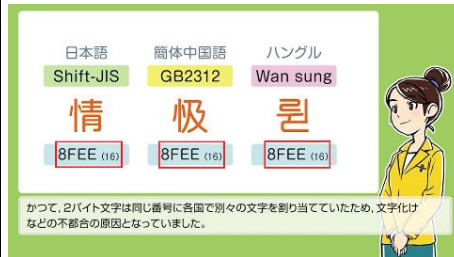 日本語 簡体中国語 ハングル
Shift-JIS GB2312 Wan sung
情 忣 뢴
8FEE (16) 8FEE (16) 8FEE (16)
かつて，2バイト文字は同じ番号に各国で別々の文字を割り当てていたため，文字化け
などの不都合の原因となっていました。